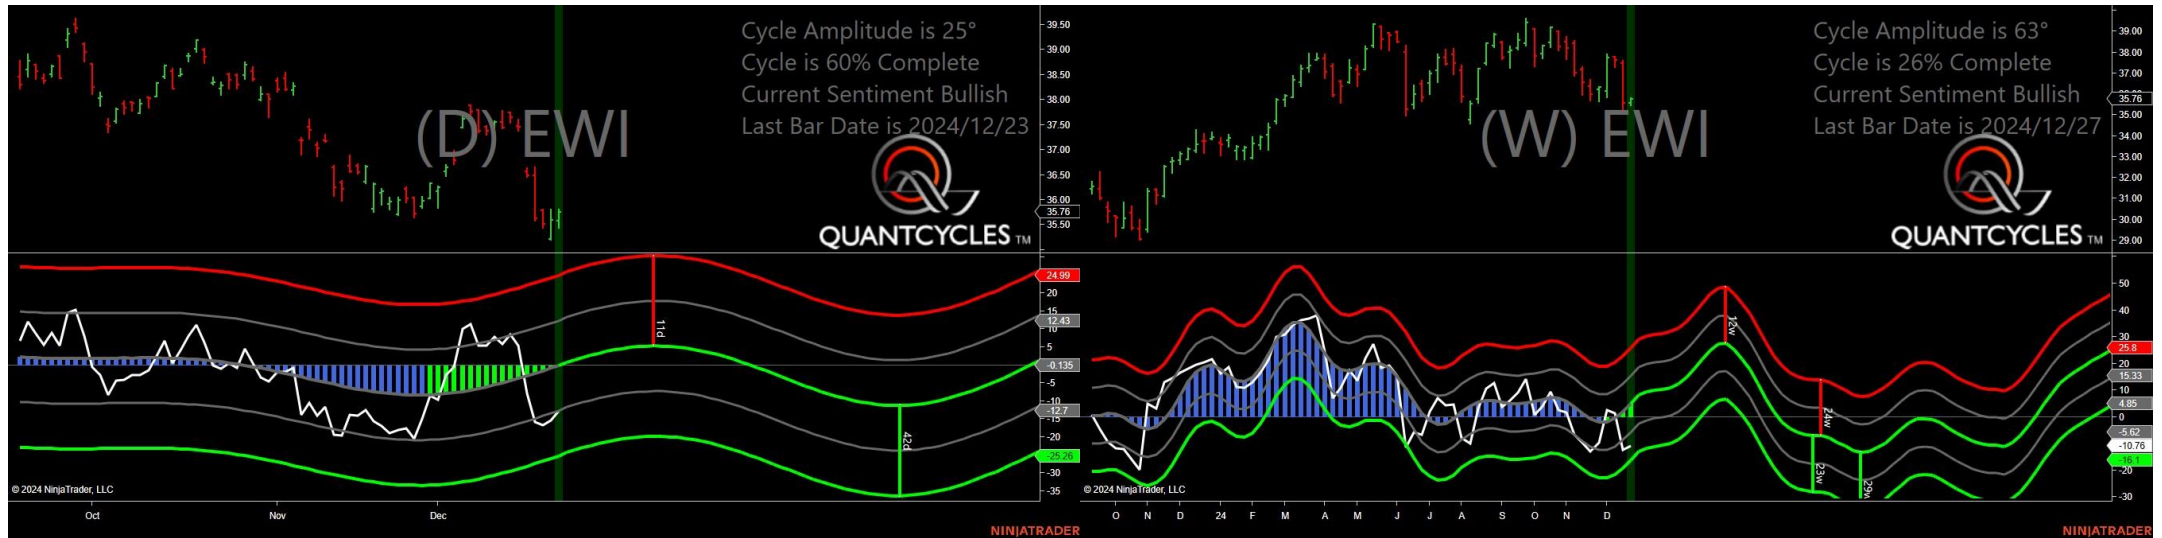 Cycle Amplitude is 25°
Cycle is 60% Complete
Current Sentiment Bullish
Last Bar Date is 2024/12/23
(D) EWI
QUANTCYCLES TM
39.50
39.00
38.50
38.00
37.50
37.00
36.50
36.00
35.76
35.50
24.99
20
15
12.43
10
5
-0.135
-5
-10
-12.7
-15
-20
-25.26
-30
-35
11d
42d
© 2024 NinjaTrader, LLC
Oct
Nov
Dec
NINJATRADER
Cycle Amplitude is 63°
Cycle is 26% Complete
Current Sentiment Bullish
Last Bar Date is 2024/12/27
(W) EWI
QUANTCYCLES TM
39.00
38.00
37.00
35.76
35.00
34.00
33.00
32.00
31.00
30.00
29.00
50
40
30
25.8
20
15.33
10
4.85
0
-5.62
-10.76
-16.1
-20
-30
12w
24w
23w
29w
© 2024 NinjaTrader, LLC
O N D 24 F M A M J J A S O N D
NINJATRADER